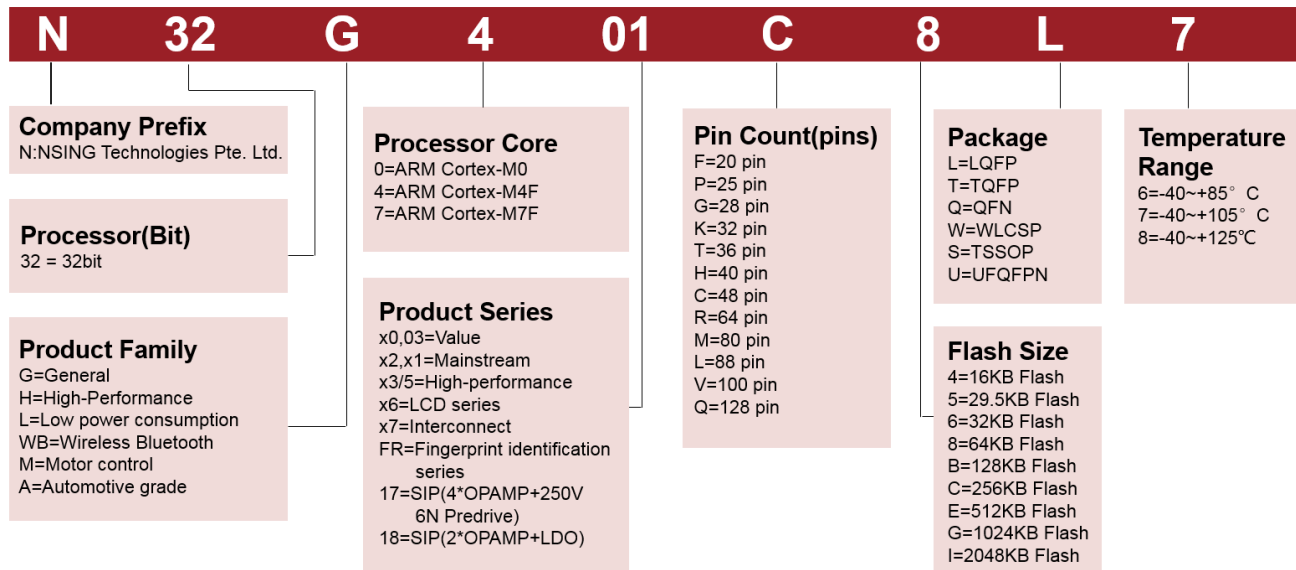 N 32 G 4 01 C 8 L 7
Company Prefix
N:NSING Technologies Pte. Ltd.
Processor(Bit)
32 = 32bit
Product Family
G=General
H=High-Performance
L=Low power consumption
WB=Wireless Bluetooth
M=Motor control
A=Automotive grade
Processor Core
0=ARM Cortex-M0
4=ARM Cortex-M4F
7=ARM Cortex-M7F
Product Series
x0,03=Value
x2,x1=Mainstream
x3/5=High-performance
x6=LCD series
x7=Interconnect
FR=Fingerprint identification
series
17=SIP(4*OPAMP+250V
6N Predrive)
18=SIP(2*OPAMP+LDO)
Pin Count(pins)
F=20 pin
P=25 pin
G=28 pin
K=32 pin
T=36 pin
H=40 pin
C=48 pin
R=64 pin
M=80 pin
L=88 pin
V=100 pin
Q=128 pin
Package
L=LQFP
T=TQFP
Q=QFN
W=WLCSP
S=TSSOP
U=UFQFPN
Flash Size
4=16KB Flash
5=29.5KB Flash
6=32KB Flash
8=64KB Flash
B=128KB Flash
C=256KB Flash
E=512KB Flash
G=1024KB Flash
I=2048KB Flash
Temperature
Range
6=-40~+85° C
7=-40~+105° C
8=-40~+125℃